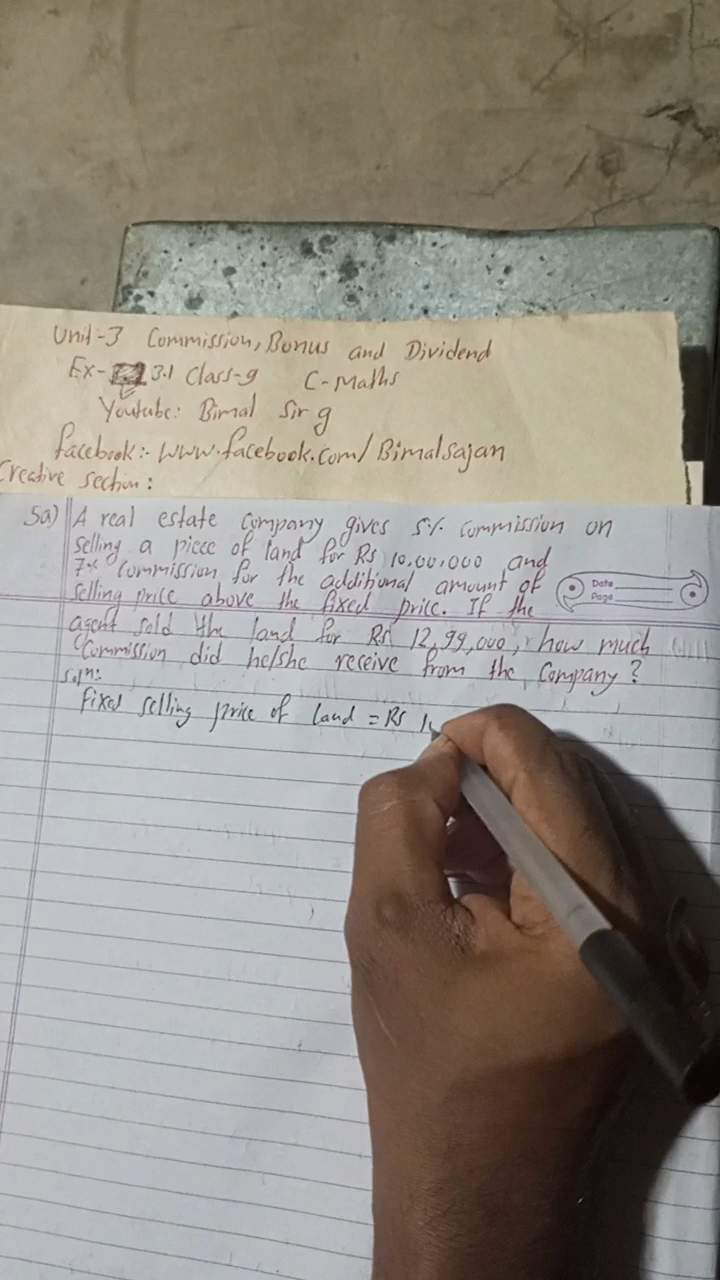 Unit-3 Commission, Bonus and Dividend
Ex- 3.1 Class-9 C-Maths
Youtube: Bimal Sir g
facebook:- www.facebook.com/Bimalsajan
Creative section:
5a) A real estate company gives 5% commission on
selling a piece of land for Rs 10,00,000 and
7% commission for the additional amount of
Date
selling price above the fixed price. If the
Page
agent sold the land for Rs 12,99,000, how much
commission did he/she receive from the company?
Solⁿ:
Fixed selling price of land = Rs 1